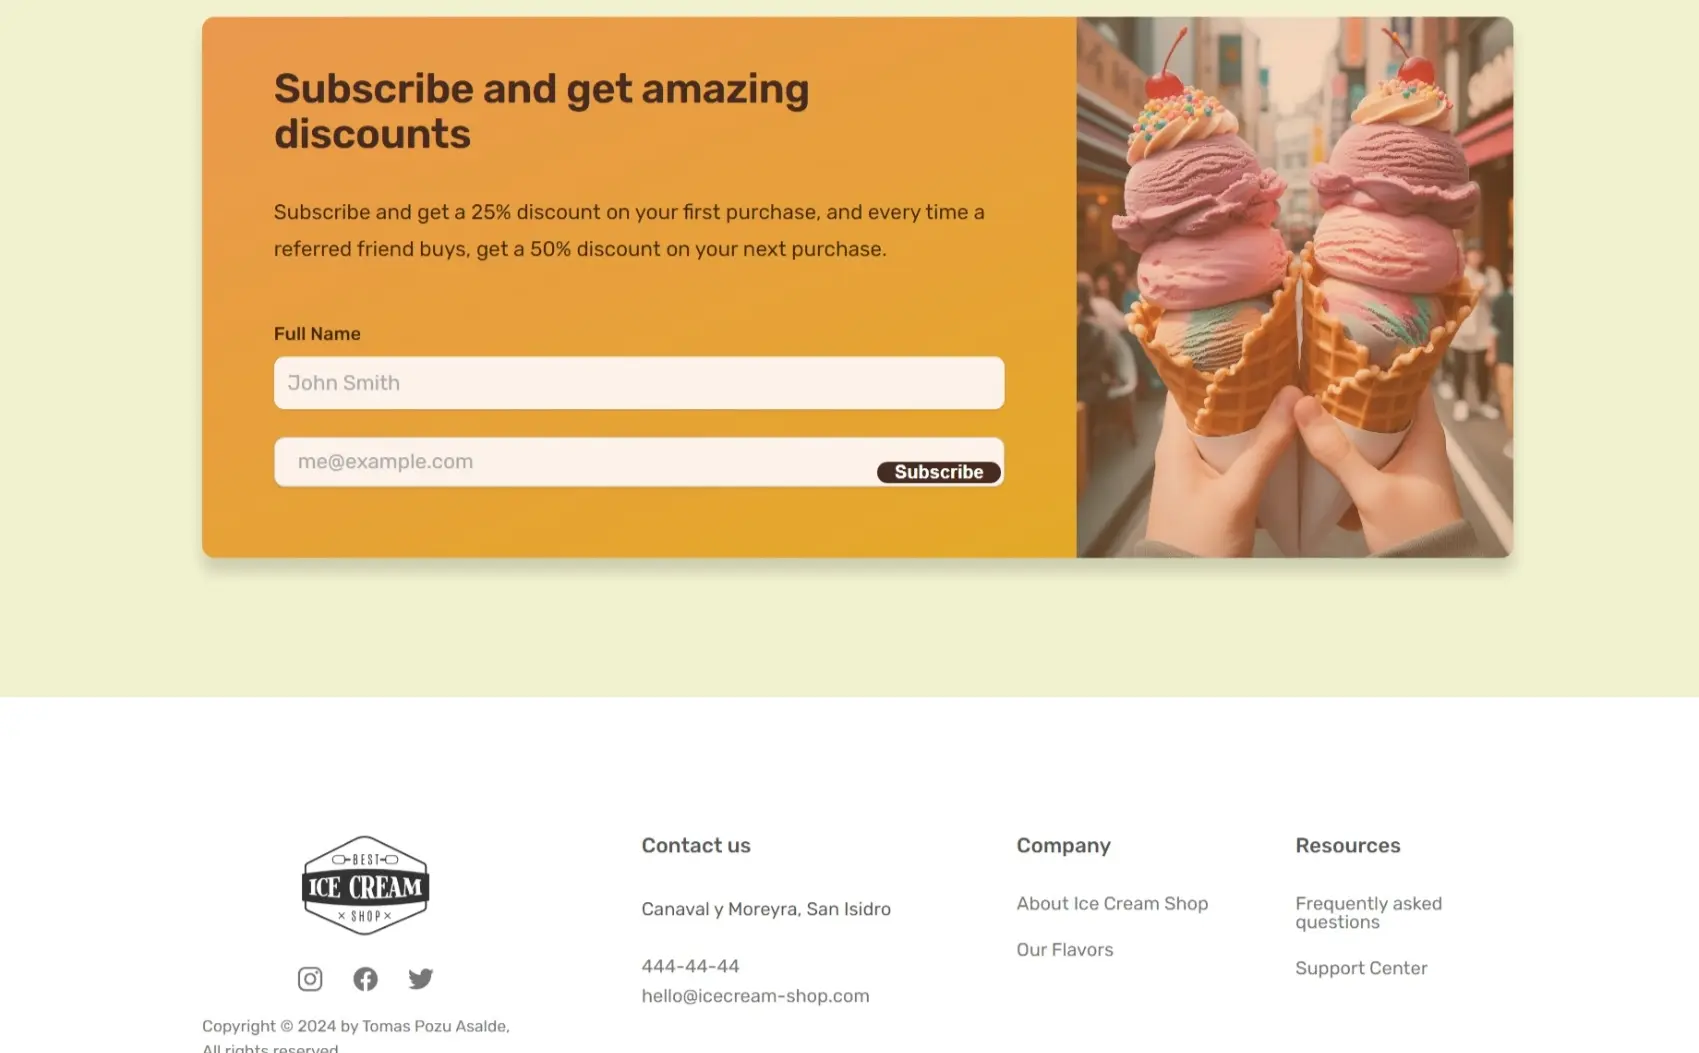 Subscribe and get amazing
discounts
Subscribe and get a 25% discount on your first purchase, and every time a
referred friend buys, get a 50% discount on your next purchase.
Full Name
John Smith
me@example.com
Subscribe
BEST
ICE CREAM
× SHOP ×
Copyright © 2024 by Tomas Pozu Asalde,
All rights reserved
Contact us
Canaval y Moreyra, San Isidro
444-44-44
hello@icecream-shop.com
Company
About Ice Cream Shop
Our Flavors
Resources
Frequently asked
questions
Support Center